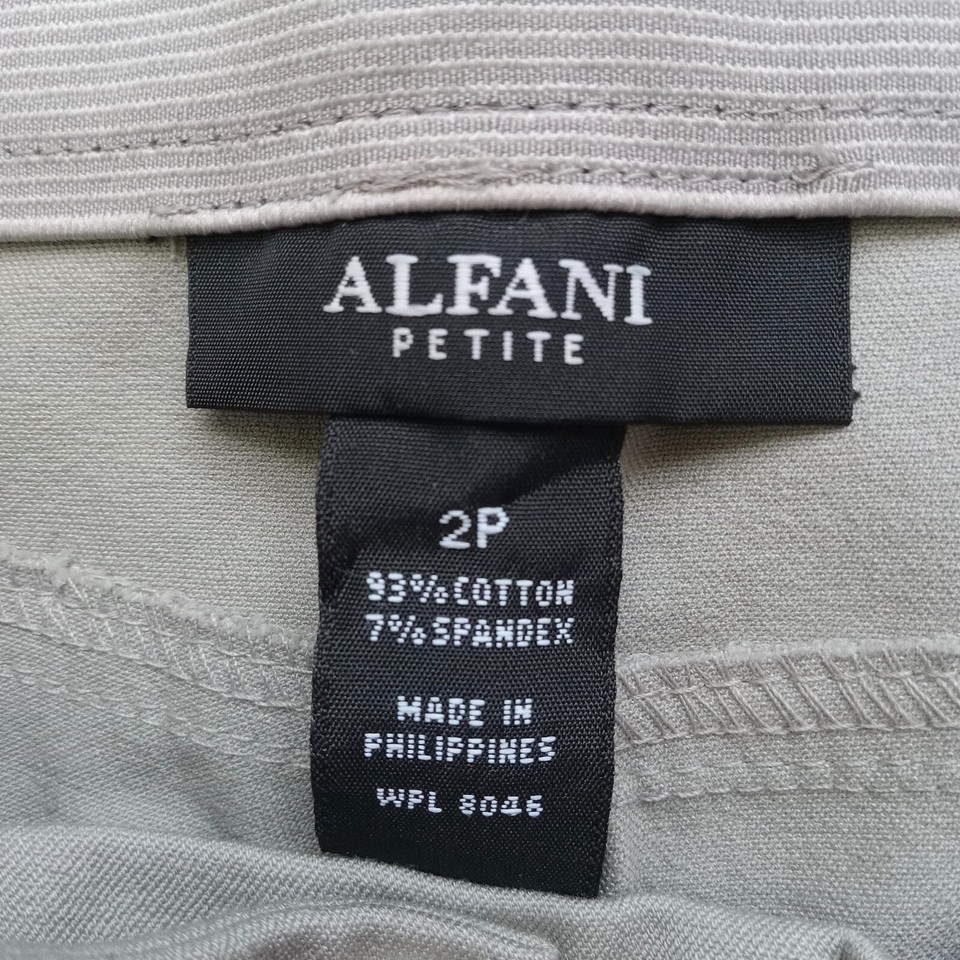 ALFANI
PETITE
2P
93% COTTON
7% SPANDEX
MADE IN
PHILIPPINES
WPL 8046